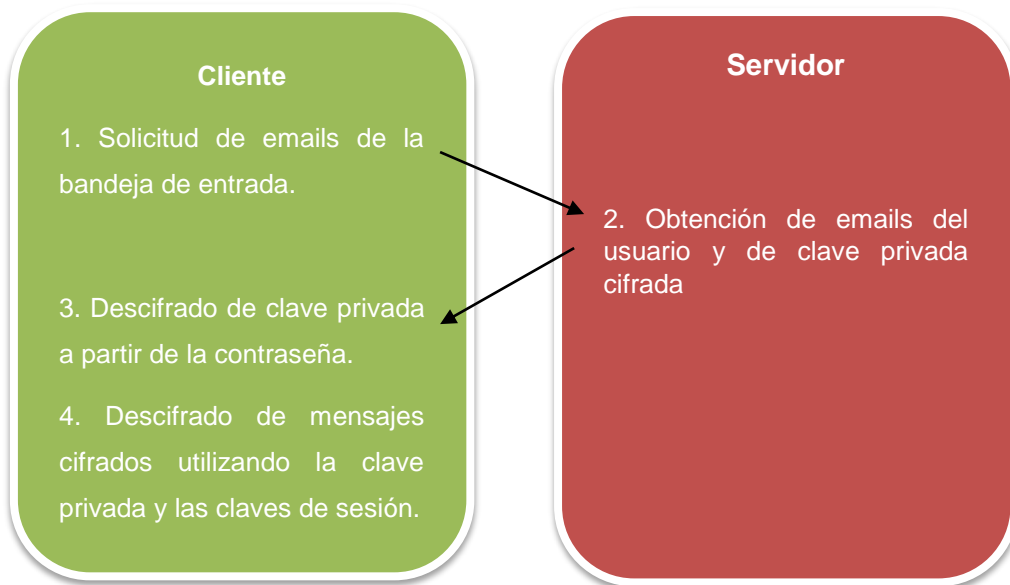 Cliente
1. Solicitud de emails de la
bandeja de entrada.
3. Descifrado de clave privada
a partir de la contraseña.
4. Descifrado de mensajes
cifrados utilizando la clave
privada y las claves de sesión.
Servidor
2. Obtención de emails del
usuario y de clave privada
cifrada